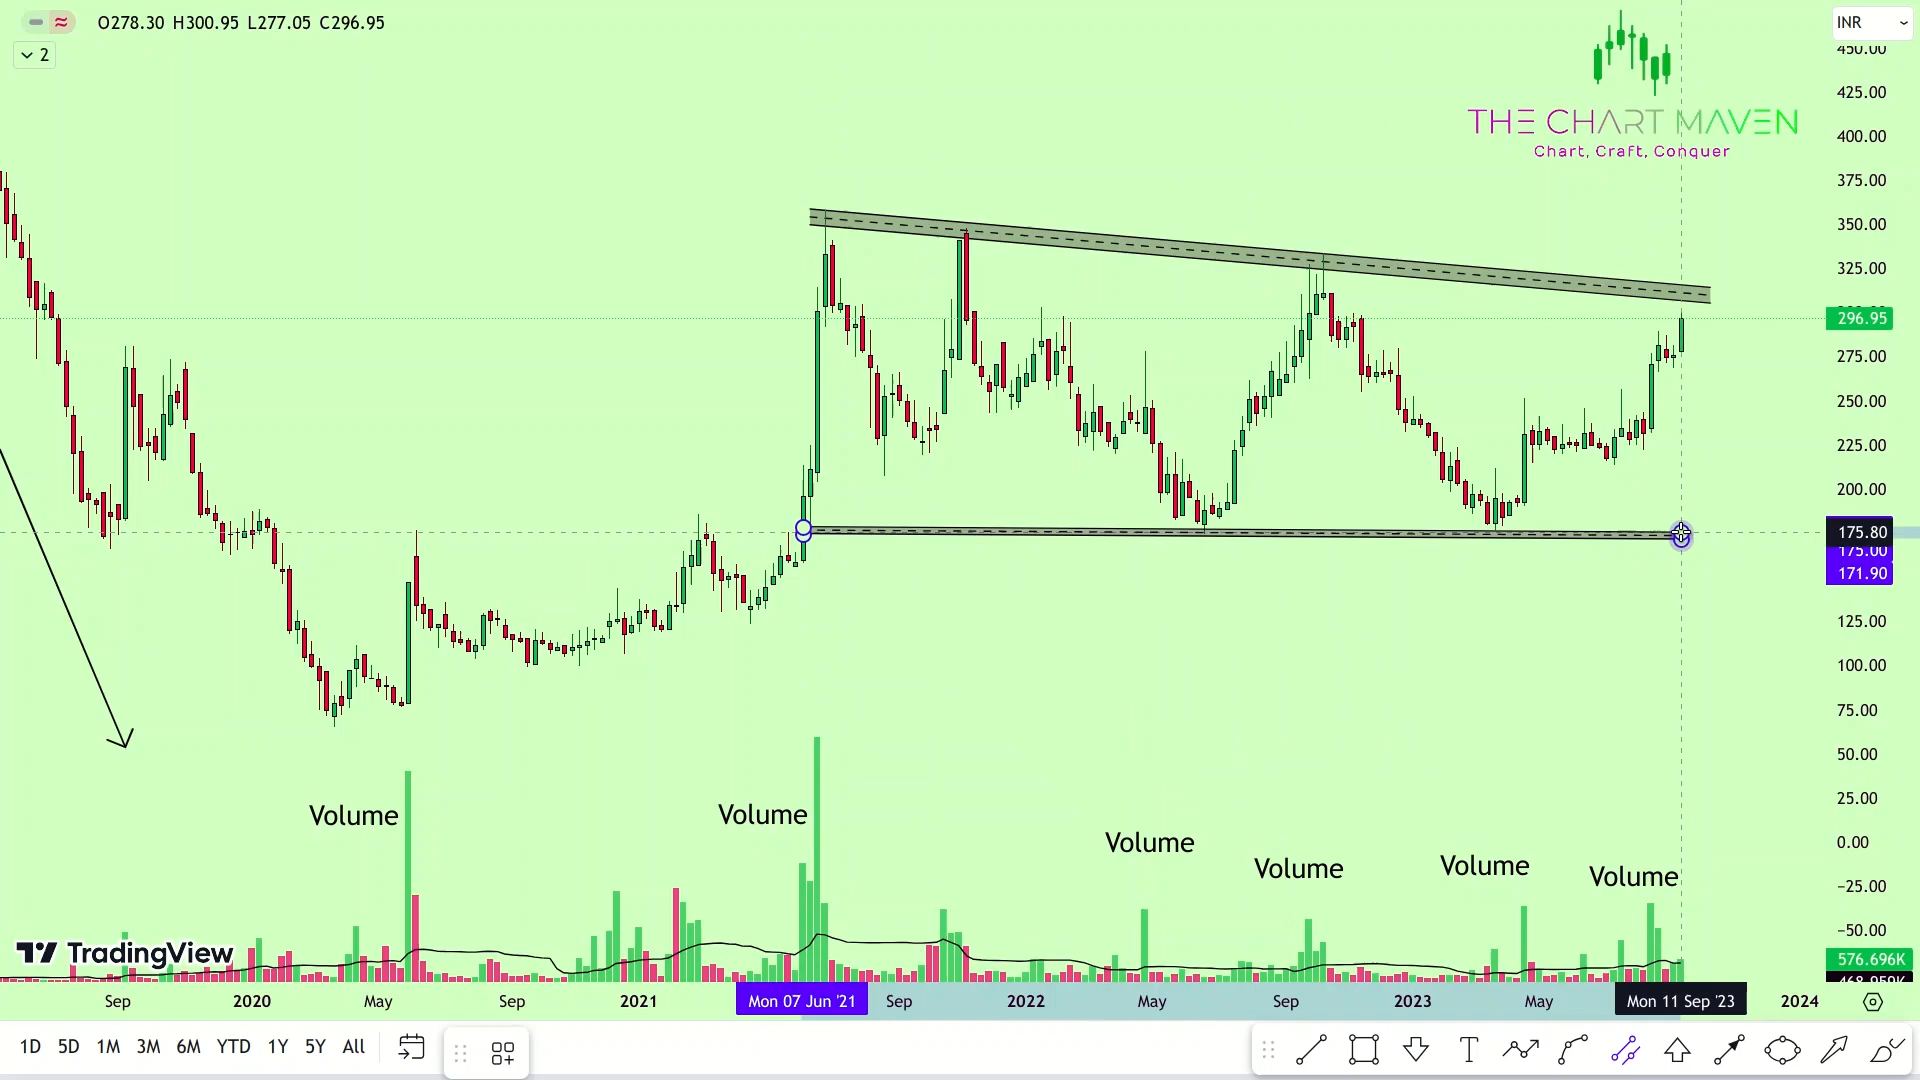 O278.30 H300.95 L277.05 C296.95
INR
2
450.00
425.00
THE CHART MAVEN
400.00
Chart, Craft, Conquer
375.00
350.00
325.00
296.95
275.00
250.00
225.00
200.00
175.80
175.00
171.90
125.00
100.00
75.00
50.00
25.00
Volume
Volume
Volume
Volume
Volume
Volume
0.00
−25.00
−50.00
TradingView
576.696K
Sep
2020
May
Sep
2021
Mon 07 Jun '21
Sep
2022
May
Sep
2023
May
Mon 11 Sep '23
2024
1D 5D 1M 3M 6M YTD 1Y 5Y All